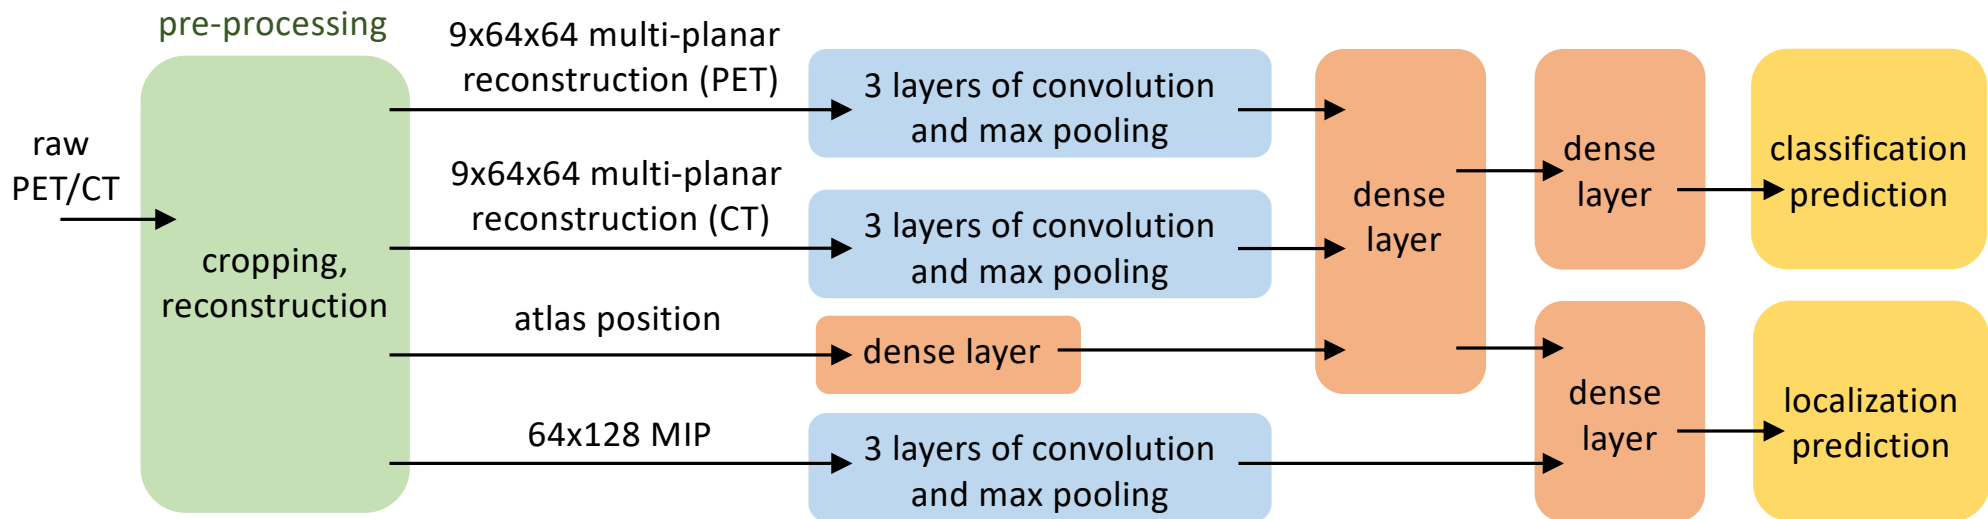 pre-processing
raw
PET/CT
cropping,
reconstruction
9x64x64 multi-planar
reconstruction (PET)
9x64x64 multi-planar
reconstruction (CT)
atlas position
64x128 MIP
3 layers of convolution
and max pooling
3 layers of convolution
and max pooling
dense layer
3 layers of convolution
and max pooling
dense
layer
dense
layer
dense
layer
classification
prediction
localization
prediction